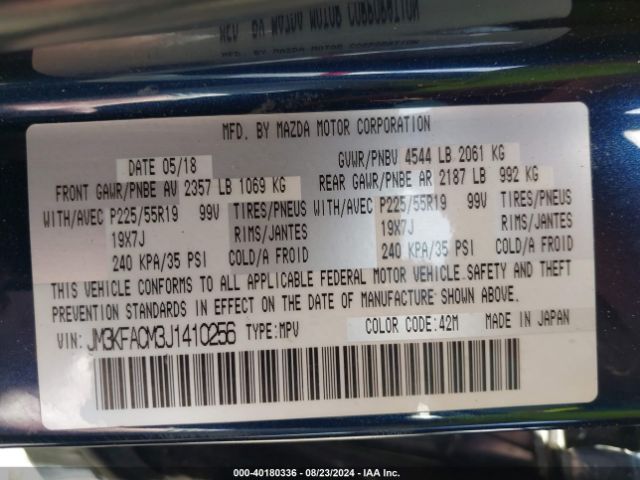 MFD. BY MAZDA MOTOR CORPORATION
MFD. BY MAZDA MOTOR CORPORATION
DATE 05/18 GVWR/PNBV 4544 LB 2061 KG
FRONT GAWR/PNBE AV 2357 LB 1069 KG REAR GAWR/PNBE AR 2187 LB 992 KG
WITH/AVEC P225/55R19 99V TIRES/PNEUS WITH/AVEC P225/55R19 99V TIRES/PNEUS
19X7J RIMS/JANTES 19X7J RIMS/JANTES
240 KPA/35 PSI COLD/A FROID 240 KPA/35 PSI COLD/A FROID
THIS VEHICLE CONFORMS TO ALL APPLICABLE FEDERAL MOTOR VEHICLE SAFETY AND THEFT
PREVENTION STANDARDS IN EFFECT ON THE DATE OF MANUFACTURE SHOWN ABOVE.
VIN: JM3KFACM3J1410256 TYPE:MPV COLOR CODE:42M MADE IN JAPAN
000-40180336 - 08/23/2024 - IAA Inc.